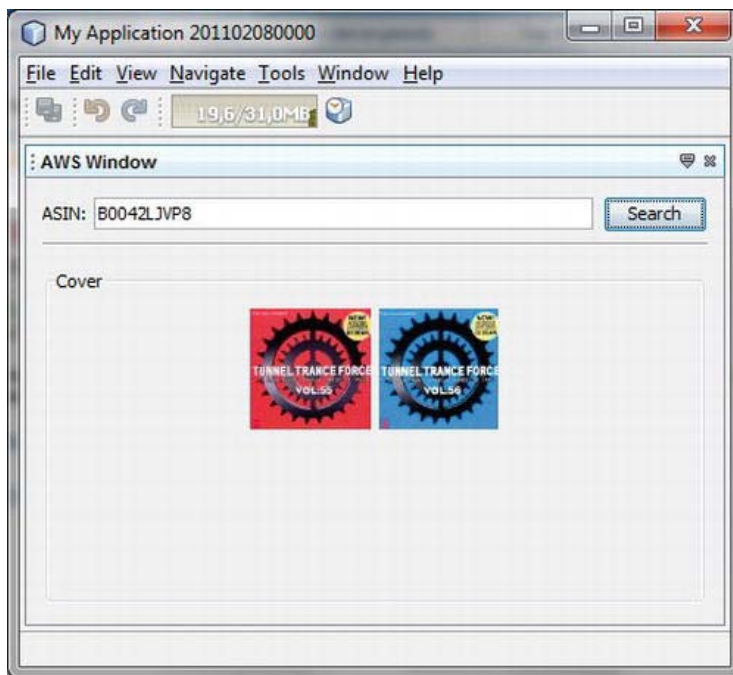 My Application 201102080000
File Edit View Navigate Tools Window Help
19,6/31,0MB
AWS Window
ASIN: B0042LJVP8 Search
Cover
TUNNEL TRANCE FORCE TUNNEL TRANCE FORCE
VOL.55 VOL.56